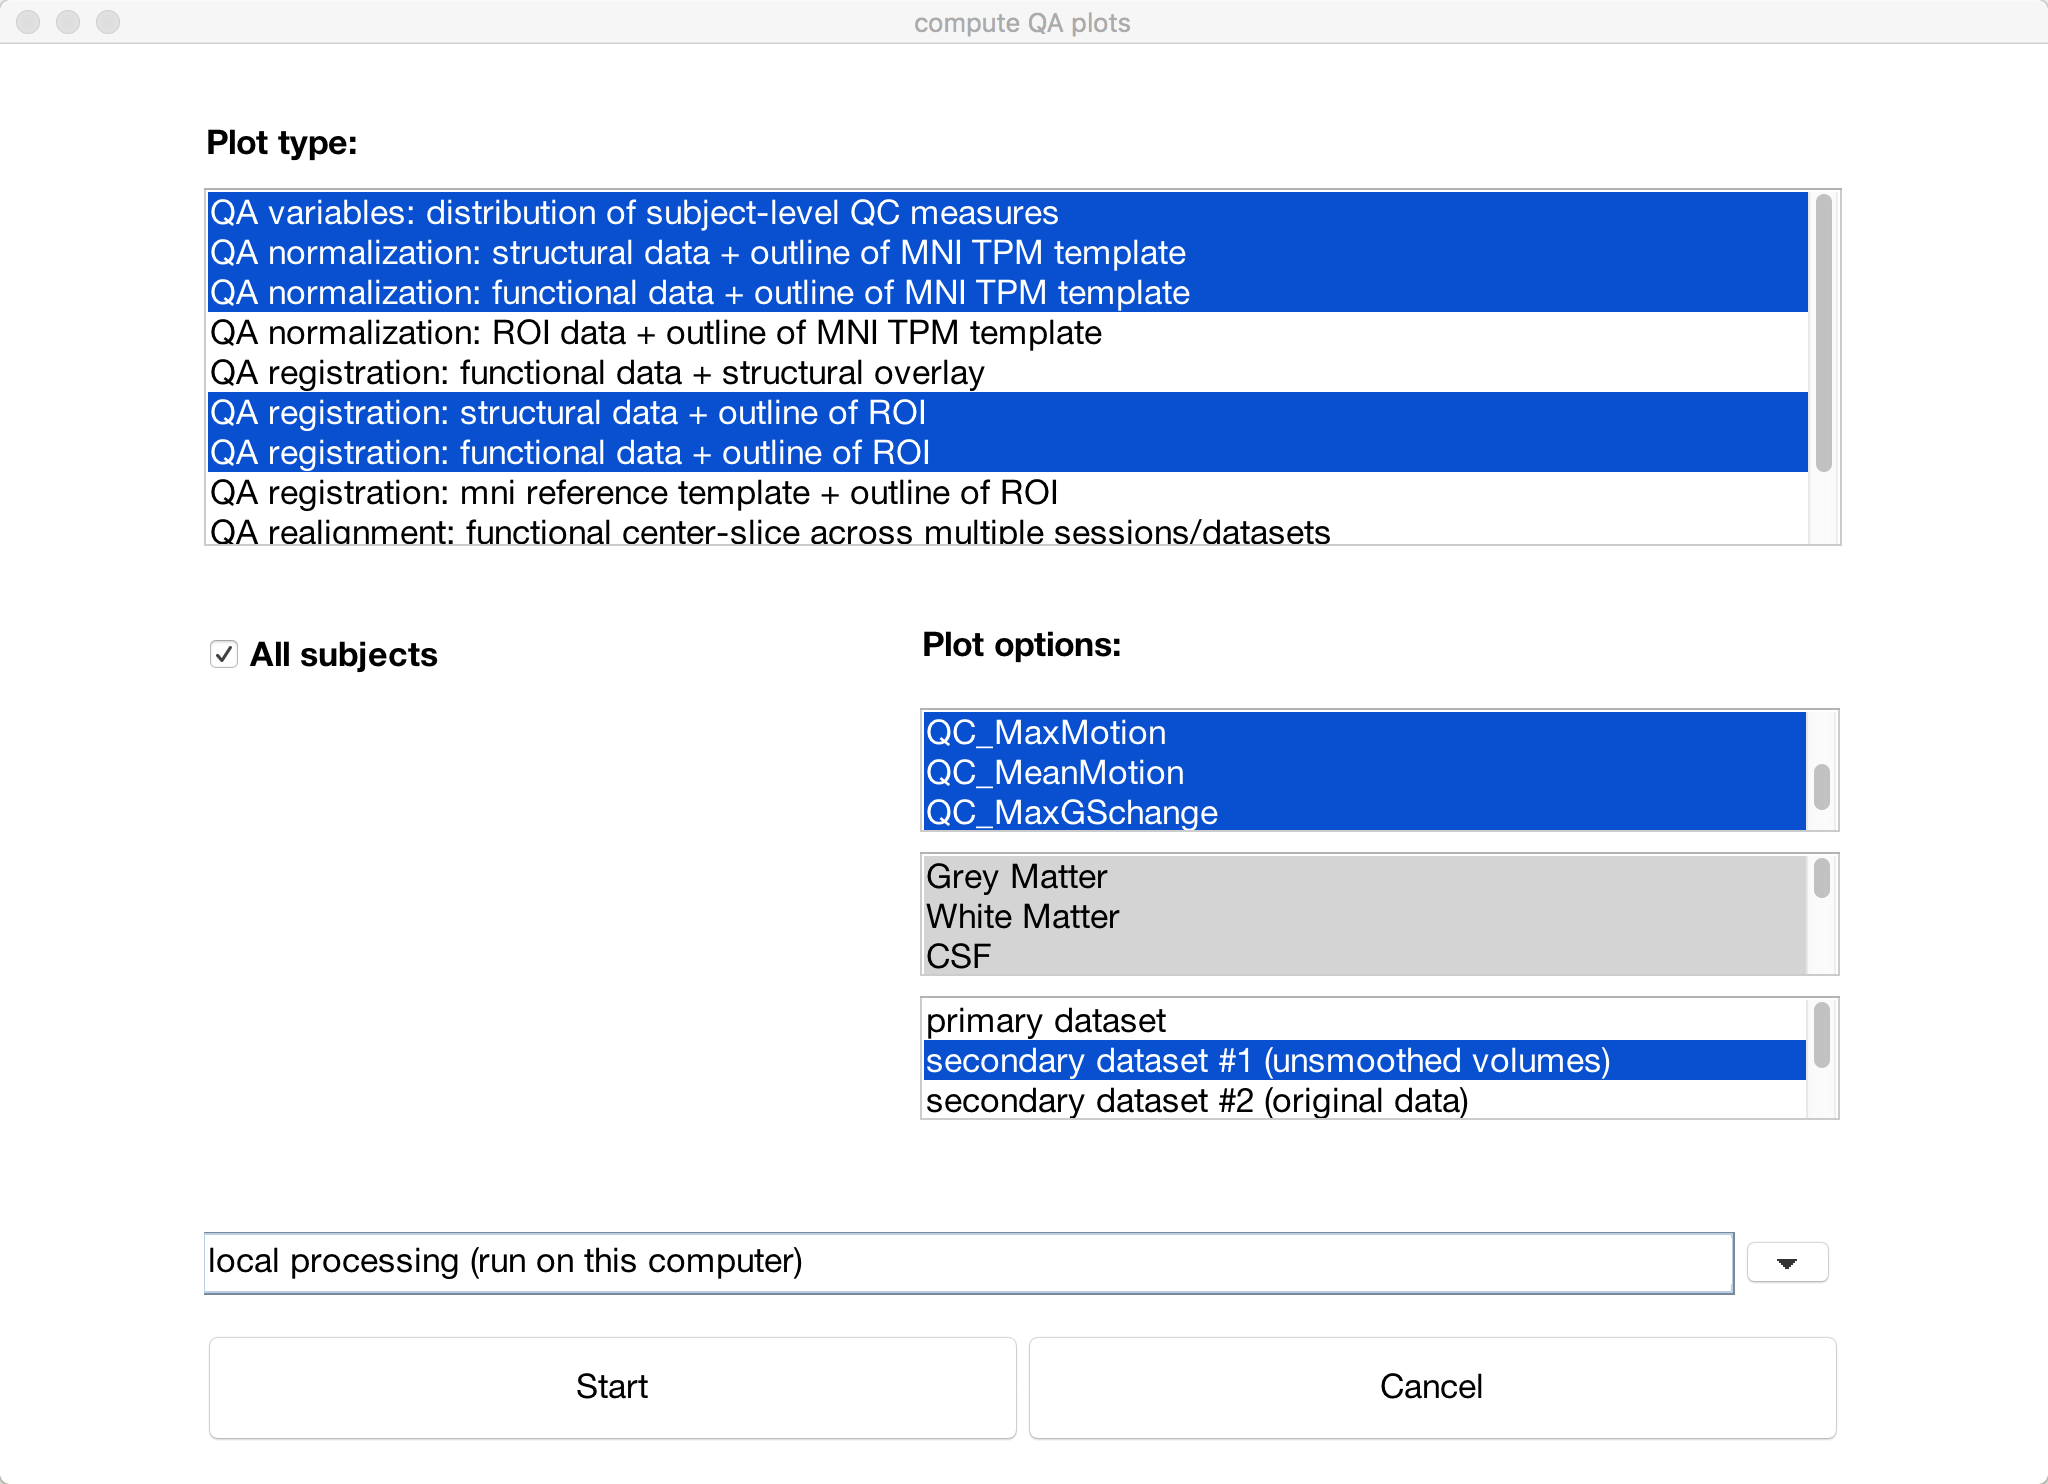 compute QA plots
Plot type:
QA variables: distribution of subject-level QC measures
QA normalization: structural data + outline of MNI TPM template
QA normalization: functional data + outline of MNI TPM template
QA normalization: ROI data + outline of MNI TPM template
QA registration: functional data + structural overlay
QA registration: structural data + outline of ROI
QA registration: functional data + outline of ROI
QA registration: mni reference template + outline of ROI
QA realignment: functional center-slice across multiple sessions/datasets
All subjects
Plot options:
QC_MaxMotion
QC_MeanMotion
QC_MaxGSchange
Grey Matter
White Matter
CSF
primary dataset
secondary dataset #1 (unsmoothed volumes)
secondary dataset #2 (original data)
local processing (run on this computer)
Start
Cancel